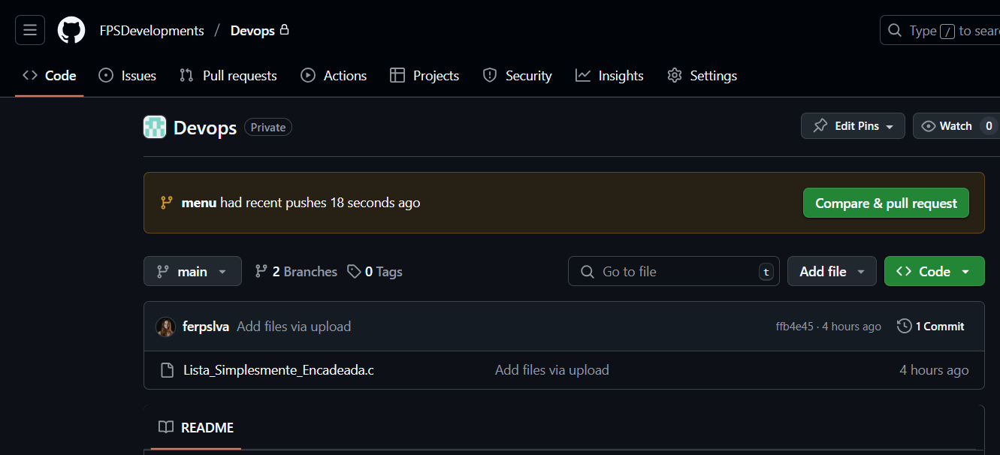 FPSDevelopments / Devops
Type / to sear
Code Issues Pull requests Actions Projects Security Insights Settings
Devops Private Edit Pins Watch 0
menu had recent pushes 18 seconds ago Compare & pull request
main 2 Branches 0 Tags Go to file t Add file Code
ferpslva Add files via upload ffb4e45 · 4 hours ago 1 Commit
Lista_Simplesmente_Encadeada.c Add files via upload 4 hours ago
README